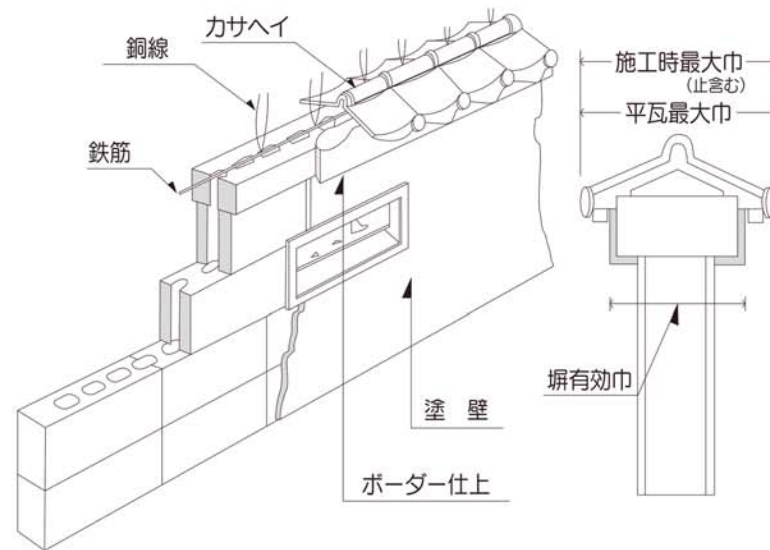 カサヘイ
銅線
鉄筋
塗 壁
ボーダー仕上
施工時最大巾
(止含む)
平瓦最大巾
塀有効巾